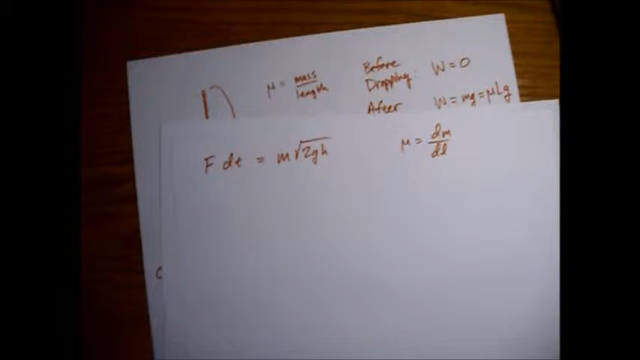 μ = mass/length
Before Dropping: W = 0
After W = mg = μLg
F dt = m√2gh
μ = dm/dl